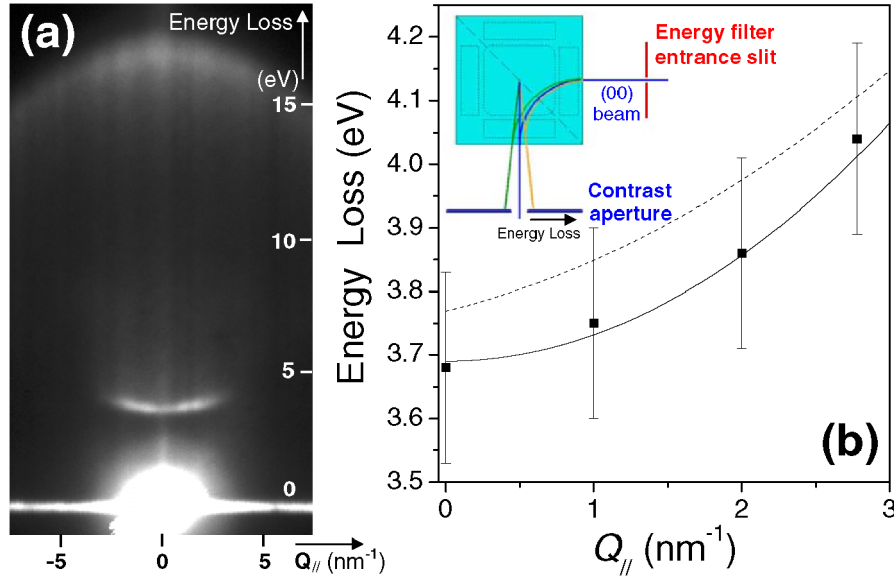 (a)
Energy Loss
(eV)
15
10
5
0
-5
0
5
Q// (nm-1)
Energy Loss (eV)
4.2
4.1
4.0
3.9
3.8
3.7
3.6
3.5
Energy filter
entrance slit
(00)
beam
Contrast
aperture
Energy Loss
(b)
0
1
2
3
Q// (nm-1)